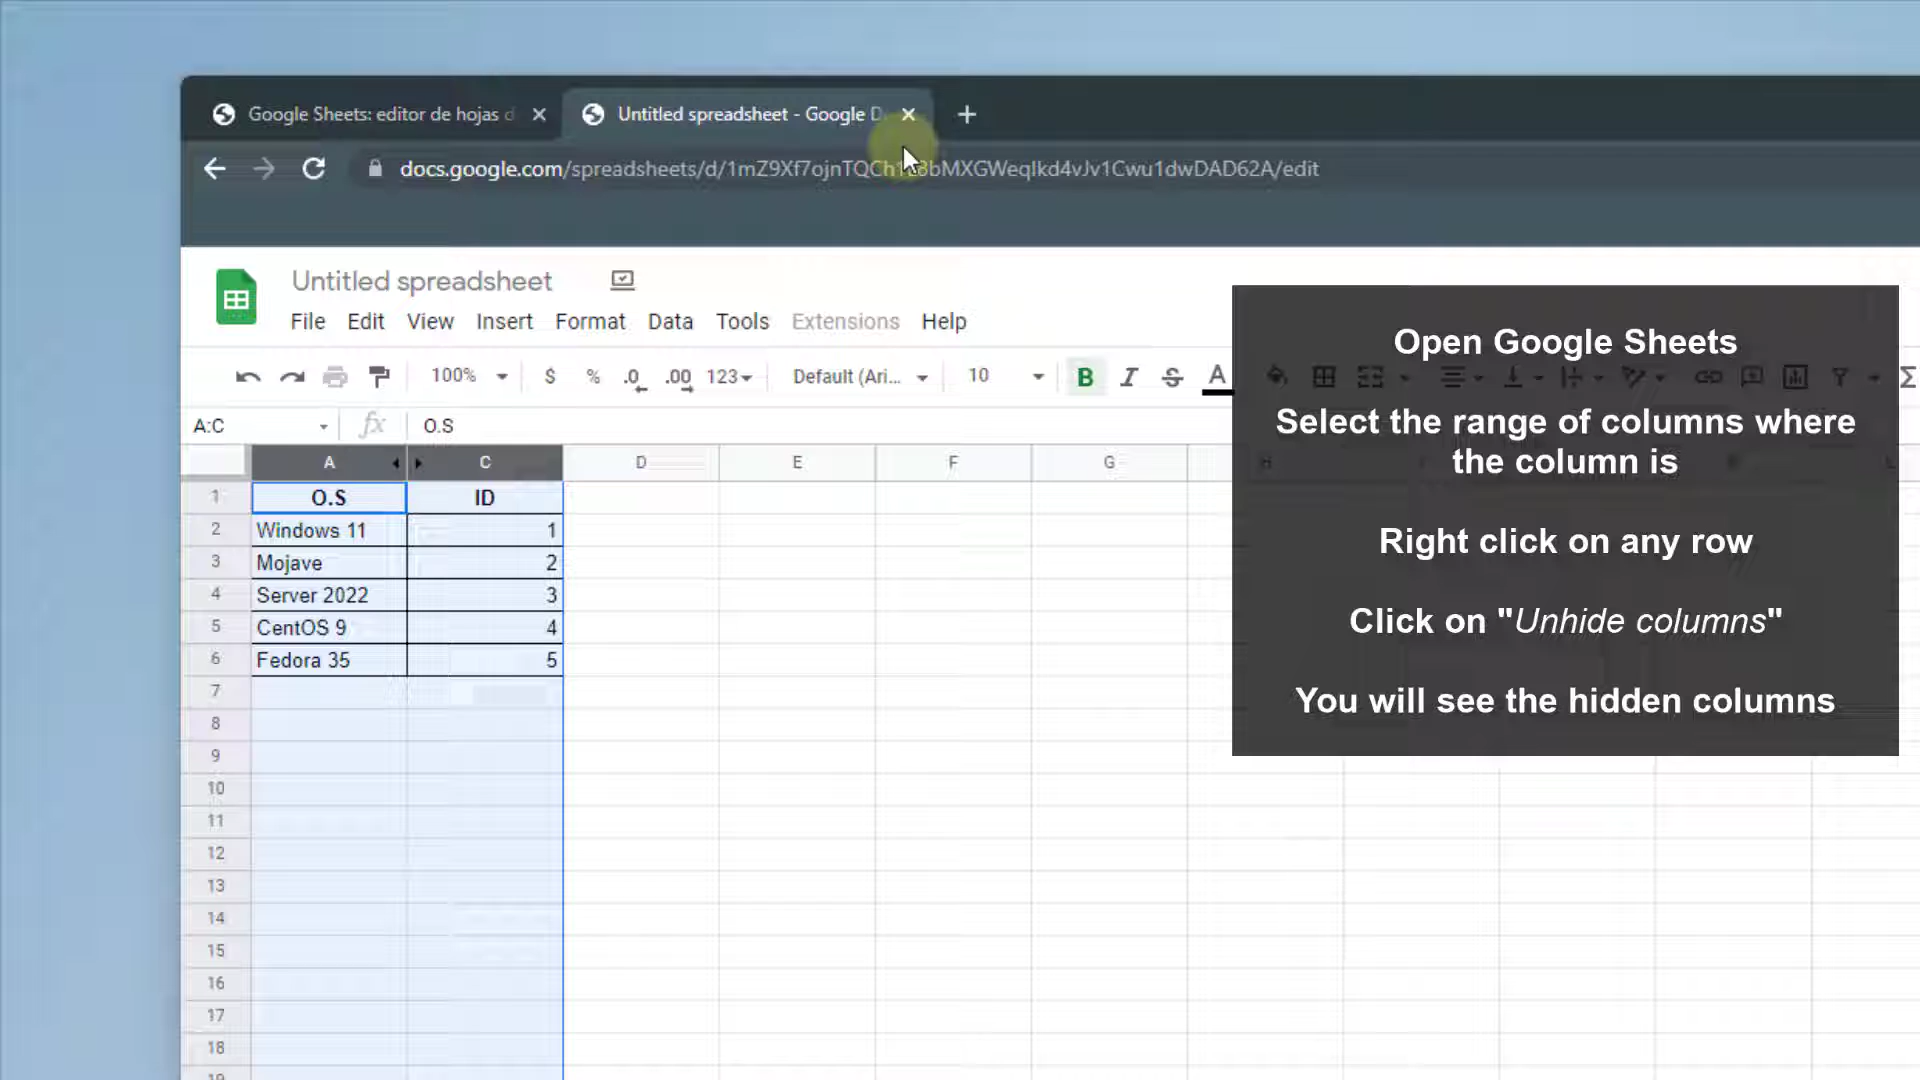 Google Sheets: editor de hojas d
Untitled spreadsheet - Google D
docs.google.com/spreadsheets/d/
/edit
Untitled spreadsheet
File Edit View Insert Format Data Tools Extensions Help
100% $ % .0 .00 123 Default (Ari... 10 B I S A Σ
A:C fx O.S
A C D E F G H
1 O.S ID
2 Windows 11 1
3 Mojave 2
4 Server 2022 3
5 CentOS 9 4
6 Fedora 35 5
7
8
9
10
11
12
13
14
15
16
17
18
19
Open Google Sheets
Select the range of columns where
the column is
Right click on any row
Click on "Unhide columns"
You will see the hidden columns